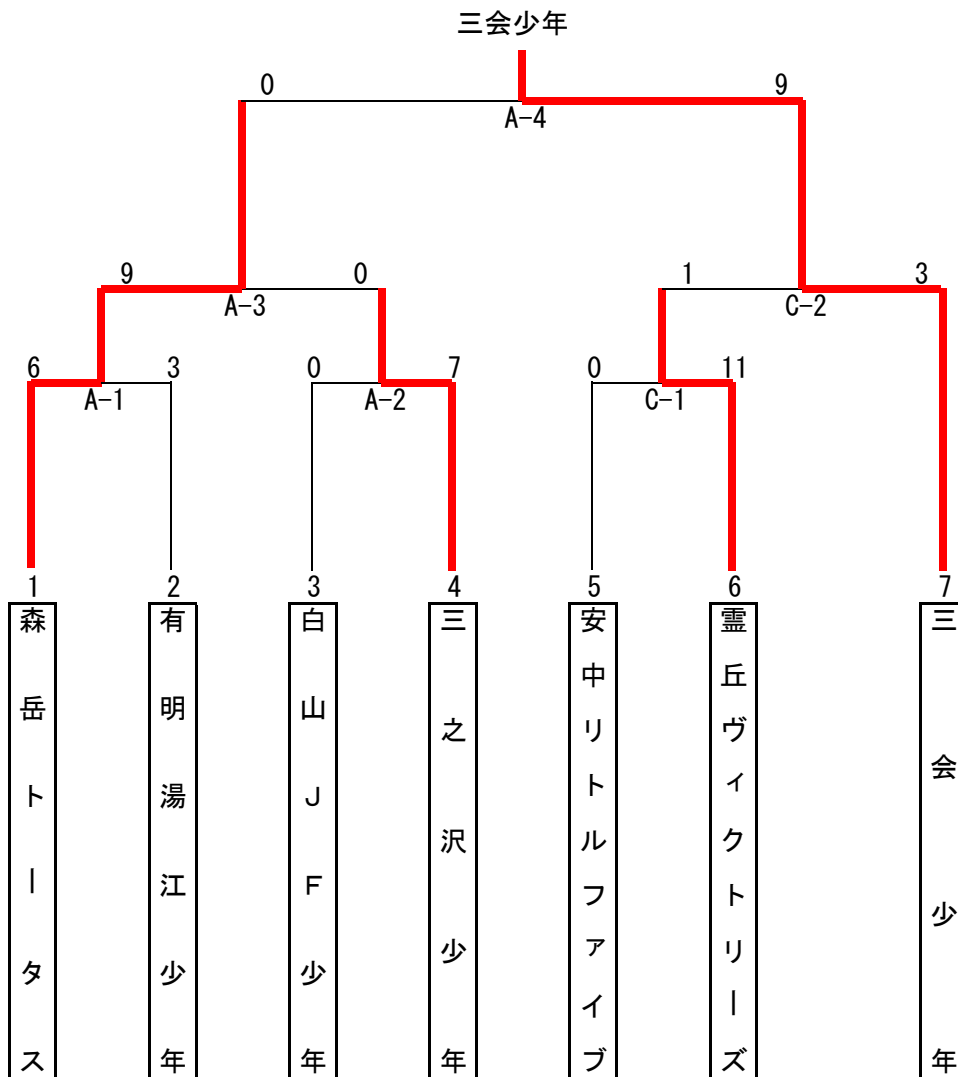 三会少年
0
9
A-4
9
0
1
3
A-3
C-2
6
3
0
7
0
11
A-1
A-2
C-1
1
2
3
4
5
6
7
森岳トータス
有明湯江少年
白山JF少年
三之沢少年
安中リトルファイブ
霊丘ヴィクトリーズ
三会少年